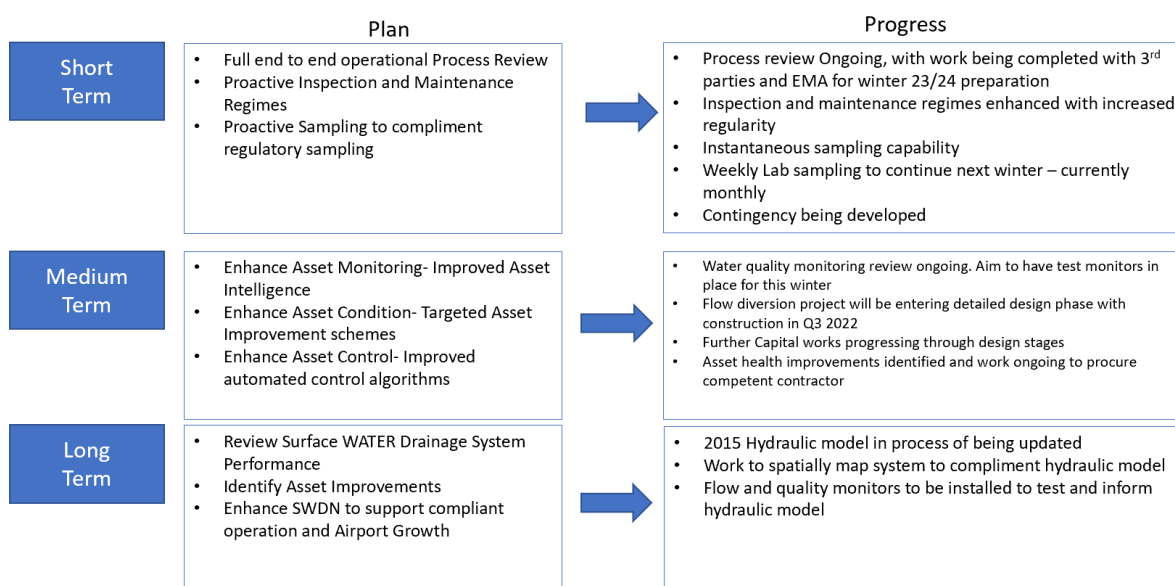 Plan
Progress
Short
Term
• Full end to end operational Process Review
• Proactive Inspection and Maintenance
Regimes
• Proactive Sampling to compliment
regulatory sampling
• Process review Ongoing, with work being completed with 3rd
parties and EMA for winter 23/24 preparation
• Inspection and maintenance regimes enhanced with increased
regularity
• Instantaneous sampling capability
• Weekly Lab sampling to continue next winter – currently
monthly
• Contingency being developed
Medium
Term
• Enhance Asset Monitoring- Improved Asset
Intelligence
• Enhance Asset Condition- Targeted Asset
Improvement schemes
• Enhance Asset Control- Improved
automated control algorithms
• Water quality monitoring review ongoing. Aim to have test monitors in
place for this winter
• Flow diversion project will be entering detailed design phase with
construction in Q3 2022
• Further Capital works progressing through design stages
• Asset health improvements identified and work ongoing to procure
competent contractor
Long
Term
• Review Surface WATER Drainage System
Performance
• Identify Asset Improvements
• Enhance SWDN to support compliant
operation and Airport Growth
• 2015 Hydraulic model in process of being updated
• Work to spatially map system to compliment hydraulic model
• Flow and quality monitors to be installed to test and inform
hydraulic model